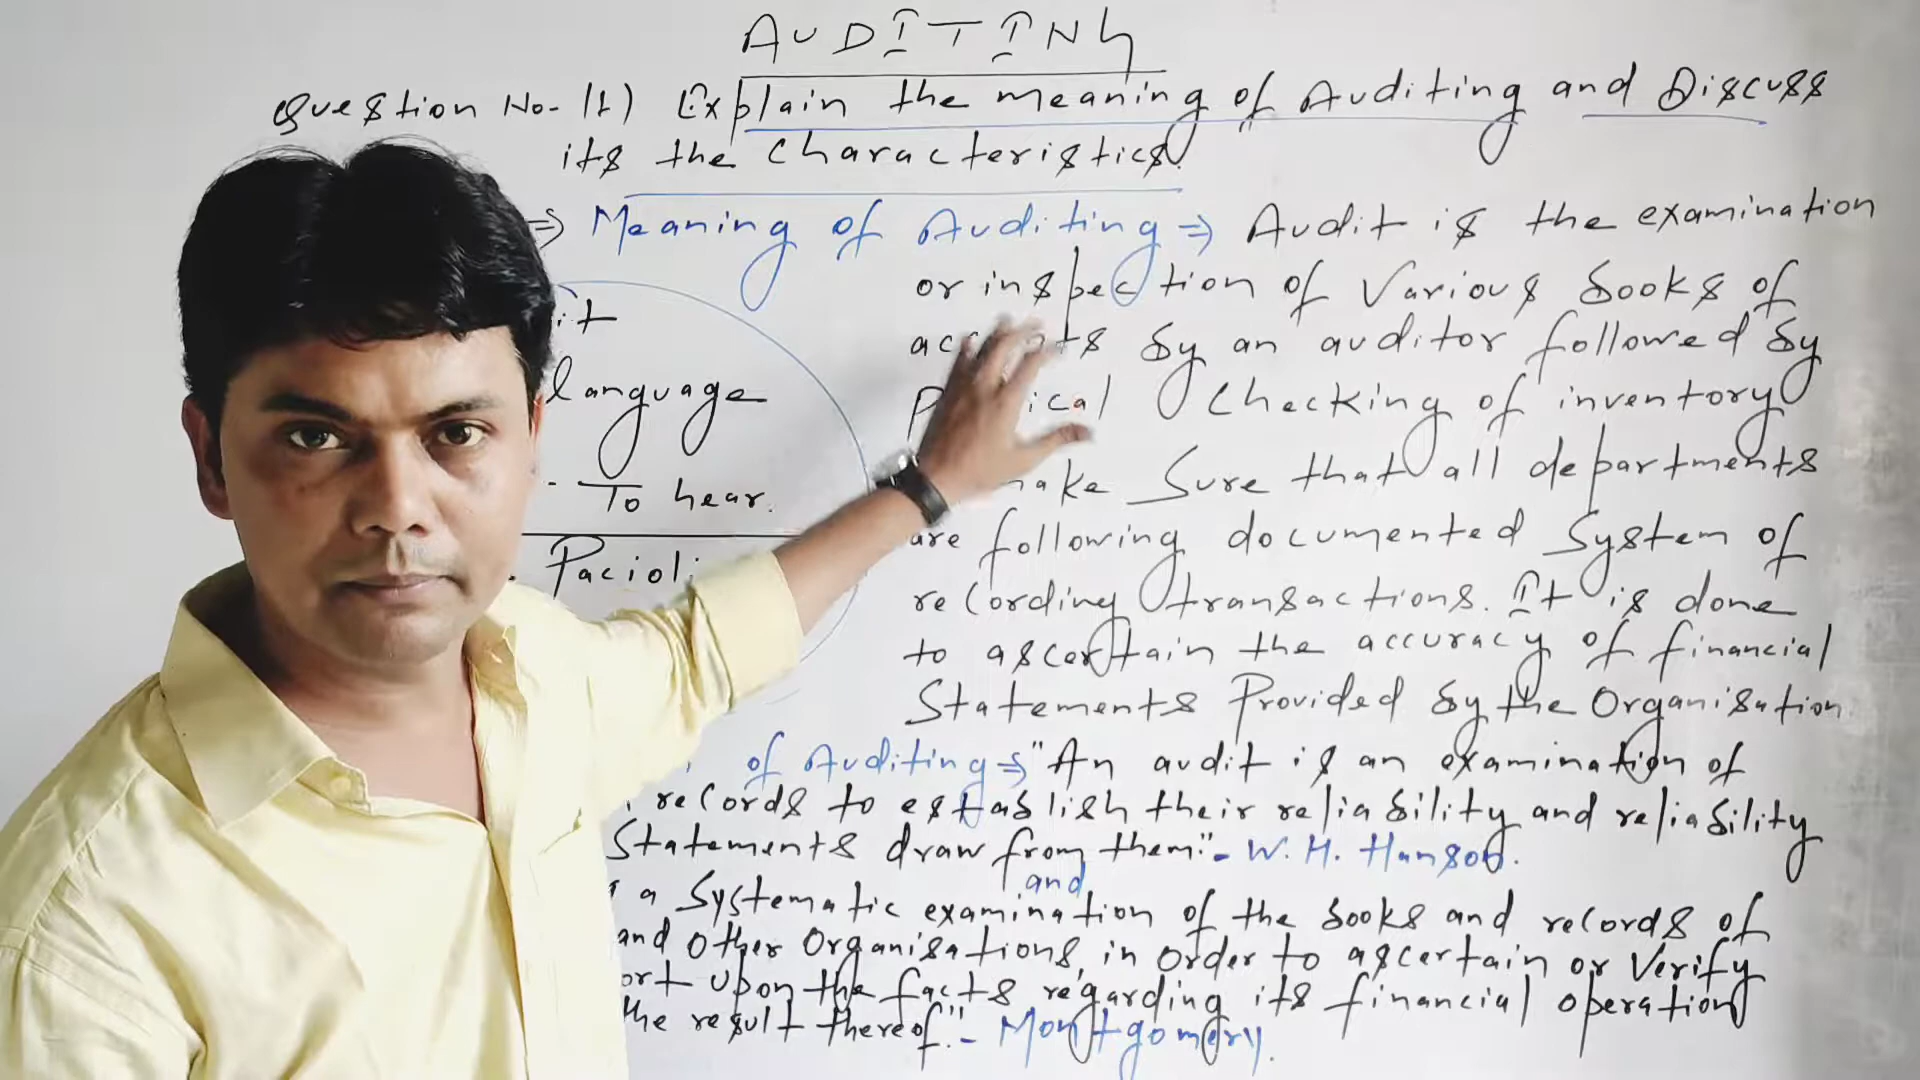 AUDITING
Question No-(1) Explain the meaning of Auditing and Discuss
its the characteristics.
⇒ Meaning of Auditing ⇒ Audit is the examination
or inspection of various books of
by an auditor followed by
checking of inventory
sure that all departments
are following documented system of
recording transactions. It is done
to ascertain the accuracy of financial
statements provided by the Organisation
language
- To hear.
Pacioli
of Auditing ⇒ "An audit is an examination of
records to establish their reliability and reliability
statements draw from them." - W. H. Hanson.
a systematic and examination of the books and records of
and other organisations, in order to ascertain or verify
upon the facts regarding its financial operation
the result thereof." - Montgomery.